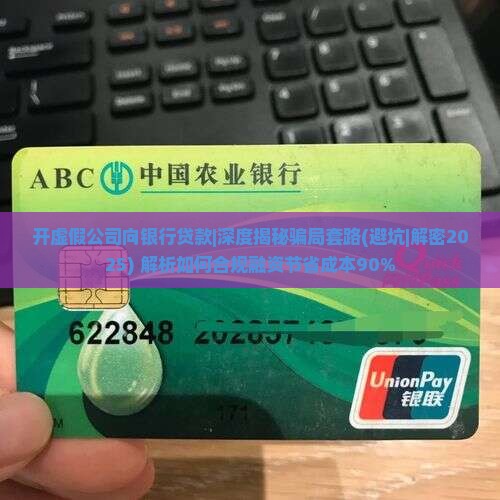 ABC 中国农业银行
开虚假公司向银行贷款|深度揭秘骗局套路(避坑|解密20
25) 解析如何合规融资节省成本90%
622848
UnionPay
银联
171